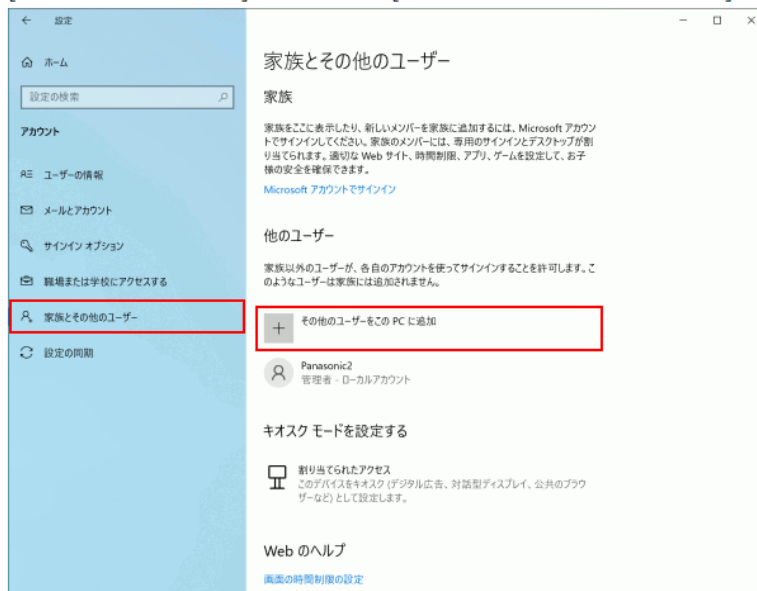 設定
ホーム
設定の検索
アカウント
ユーザーの情報
メールとアカウント
サインイン オプション
職場または学校にアクセスする
家族とその他のユーザー
設定の同期
家族とその他のユーザー
家族
家族をここに表示したり、新しいメンバーを家族に追加するには、Microsoft アカウン
トでサインインしてください。家族のメンバーには、専用のサインインとデスクトップが割
り当てられます。適切な Web サイト、時間制限、アプリ、ゲームを設定して、お子
様の安全を確保できます。
Microsoft アカウントでサインイン
他のユーザー
家族以外のユーザーが、各自のアカウントを使ってサインインすることを許可します。こ
のようなユーザーは家族には追加されません。
その他のユーザーをこの PC に追加
Panasonic2
管理者 - ローカルアカウント
キオスク モードを設定する
割り当てられたアクセス
このデバイスをキオスク (デジタル広告、対話型ディスプレイ、公共のブラウ
ザーなど) として設定します。
Web のヘルプ
画面の時間制限の設定